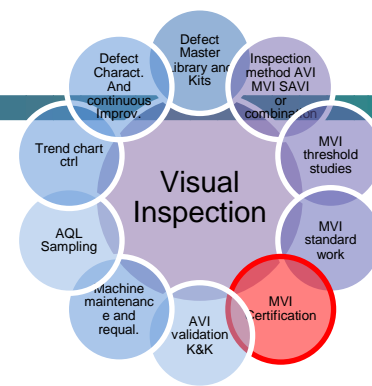 Defect
Master
Library and
Kits
Inspection
method AVI
MVI SAVI
or
combination
MVI
threshold
studies
MVI
standard
work
MVI
Certification
AVI
validation
K&K
Machine
maintenanc
e and
requal.
AQL
Sampling
Trend chart
ctrl
Defect
Charact.
And
continuous
Improv.
Visual
Inspection